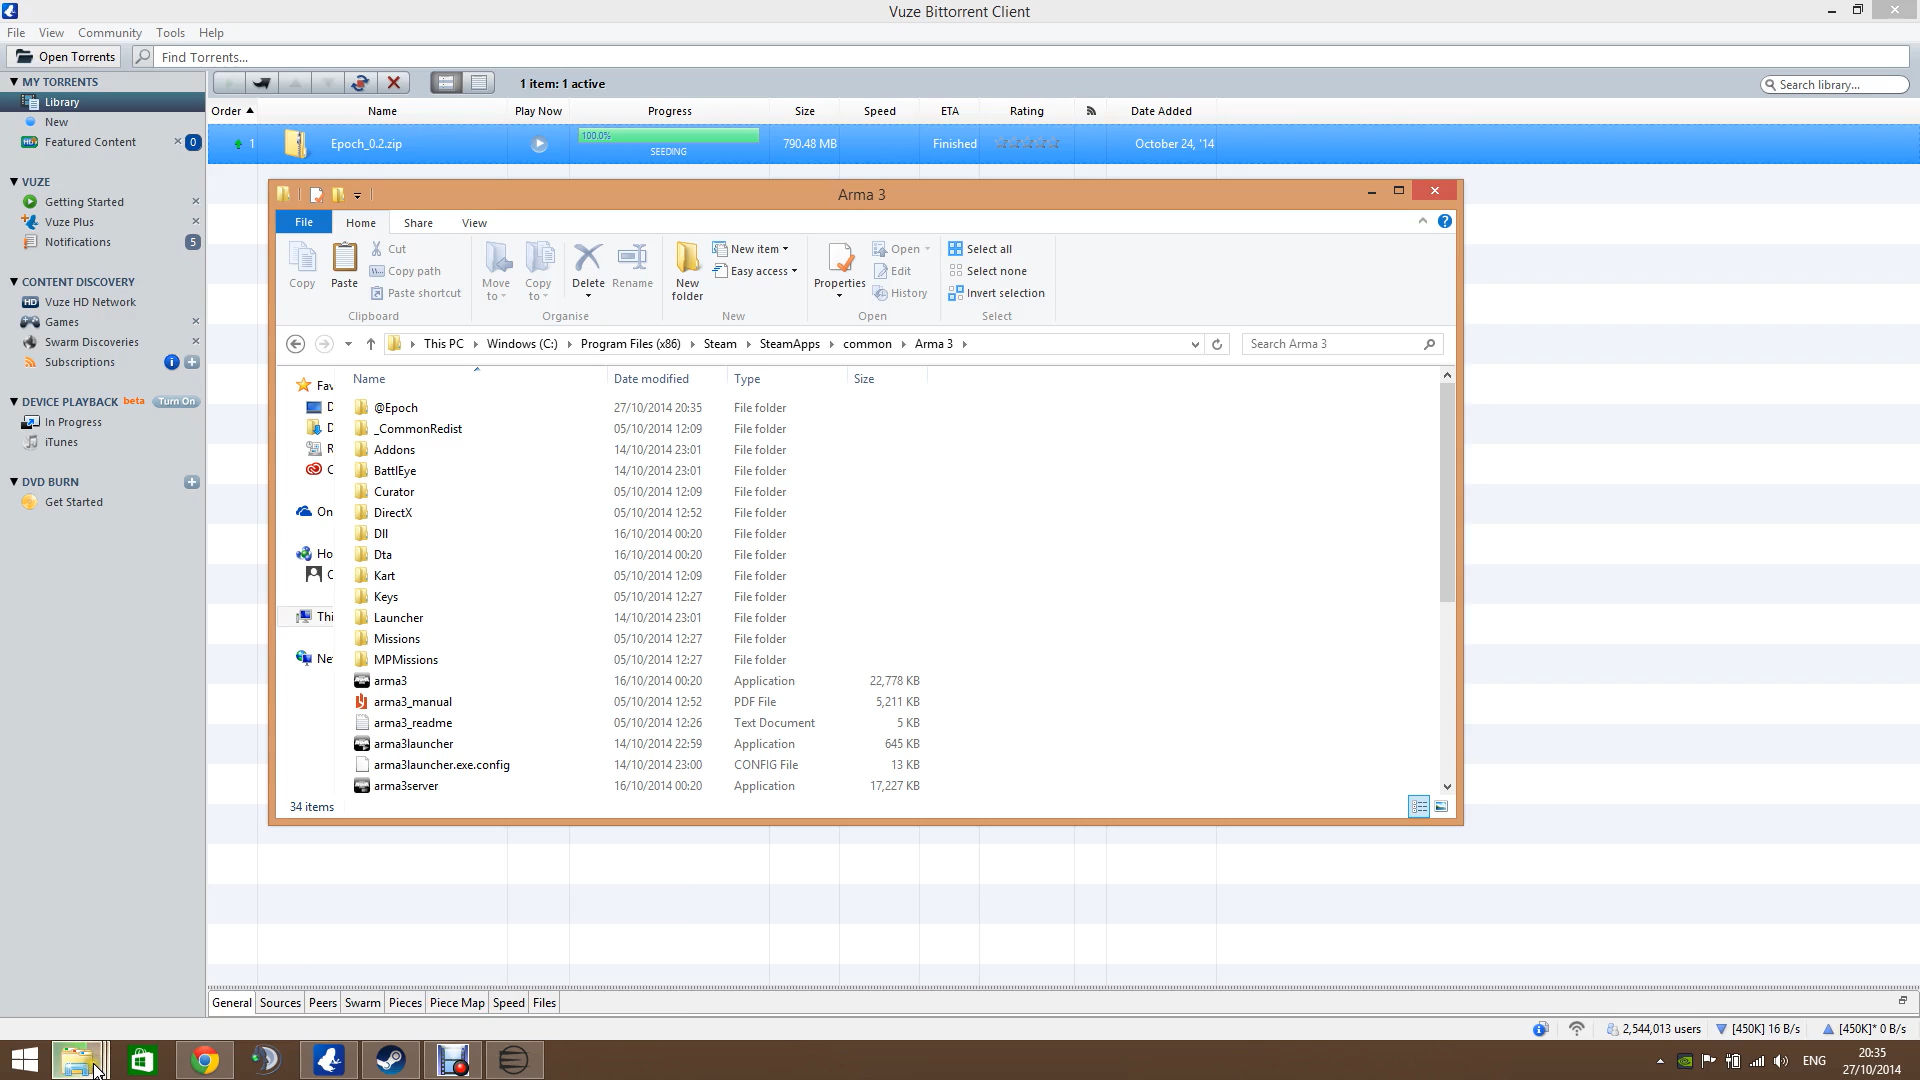 Vuze Bittorrent Client
File View Community Tools Help
Open Torrents Find Torrents...
MY TORRENTS
Library
New
Featured Content 0
VUZE
Getting Started
Vuze Plus
Notifications 5
CONTENT DISCOVERY
HD Vuze HD Network
Games
Swarm Discoveries
Subscriptions
DEVICE PLAYBACK beta Turn On
In Progress
iTunes
DVD BURN
Get Started
1 item: 1 active Search library...
Order Name Play Now Progress Size Speed ETA Rating Date Added
1 Epoch_0.2.zip 100.0% 790.48 MB Finished October 24, '14
SEEDING
Arma 3
File Home Share View
Copy
Paste
Cut
Copy path
Paste shortcut
Clipboard
Move to
Copy to
Delete
Rename
Organise
New folder
New item
Easy access
New
Properties
Open
Edit
History
Open
Select all
Select none
Invert selection
Select
This PC Windows (C:) Program Files (x86) Steam SteamApps common Arma 3 Search Arma 3
Fav
D
D
R
C
On
Ho
C
Thi
Ne
Name Date modified Type Size
@Epoch 27/10/2014 20:35 File folder
_CommonRedist 05/10/2014 12:09 File folder
Addons 14/10/2014 23:01 File folder
BattlEye 14/10/2014 23:01 File folder
Curator 05/10/2014 12:09 File folder
DirectX 05/10/2014 12:52 File folder
Dll 16/10/2014 00:20 File folder
Dta 16/10/2014 00:20 File folder
Kart 05/10/2014 12:09 File folder
Keys 05/10/2014 12:27 File folder
Launcher 14/10/2014 23:01 File folder
Missions 05/10/2014 12:27 File folder
MPMissions 05/10/2014 12:27 File folder
arma3 16/10/2014 00:20 Application 22,778 KB
arma3_manual 05/10/2014 12:52 PDF File 5,211 KB
arma3_readme 05/10/2014 12:26 Text Document 5 KB
arma3launcher 14/10/2014 22:59 Application 645 KB
arma3launcher.exe.config 14/10/2014 23:00 CONFIG File 13 KB
arma3server 16/10/2014 00:20 Application 17,227 KB
34 items
General Sources Peers Swarm Pieces Piece Map Speed Files
2,544,013 users [450K] 16 B/s [450K]* 0 B/s
ENG 20:35
27/10/2014